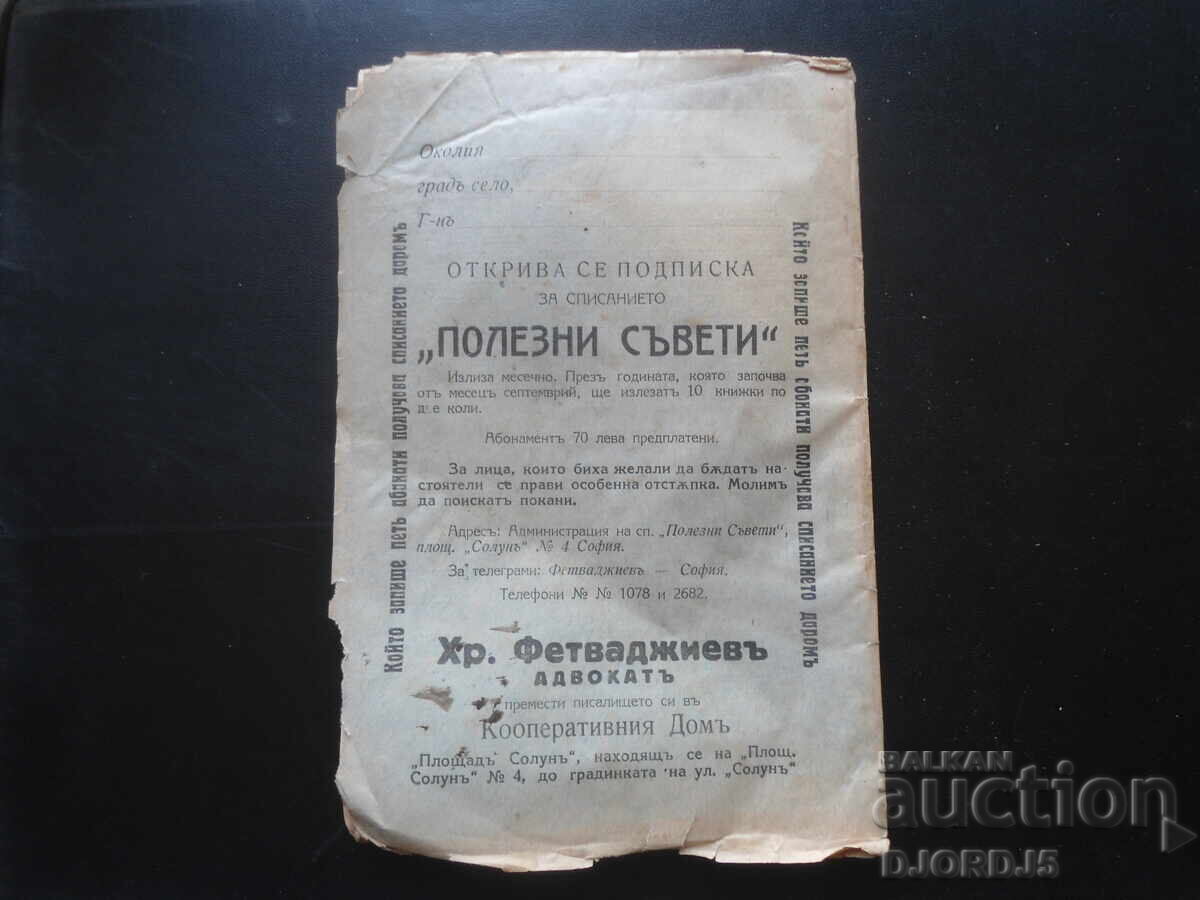 Околия
градъ село,
Г-нъ
Който запише петь абонати получава списанието даромъ
ОТКРИВА СЕ ПОДПИСКА
ЗА СПИСАНИЕТО
„ПОЛЕЗНИ СЪВЕТИ“
Излиза месечно. Презъ годината, която започва
отъ месецъ септемврий, ще излезатъ 10 книжки по
две коли.
Абонаментъ 70 лева предплатени.
За лица, които биха желали да бѫдатъ на-
стоятели се прави особенна отстѫпка. Молимъ
да поискатъ покани.
Адресъ: Администрация на сп. „Полезни Съвети“,
площ. „Солунъ“ № 4 София.
За телеграми: Фетваджиевъ — София.
Телефони № № 1078 и 2682.
Който запише петь абонати получава списанието даромъ
Хр. Фетваджиевъ
АДВОКАТЪ
премести писалището си въ
Кооперативния Домъ
„Площадъ Солунъ“, находящъ се на „Площ.
Солунъ“ № 4, до градинката на ул. „Солунъ“
BALKAN
auction
DJORDJ5